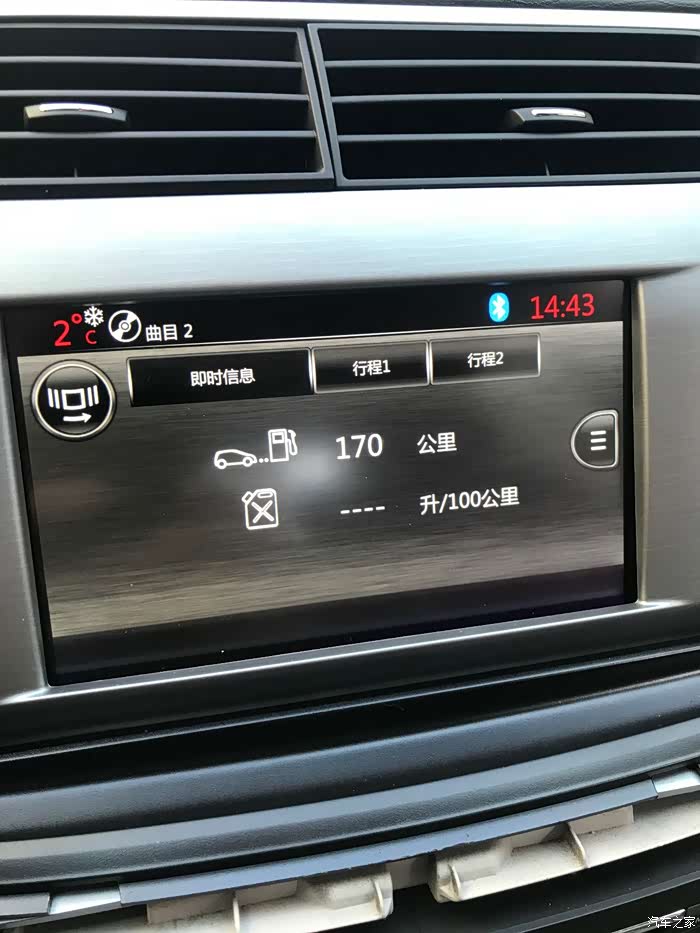 2°C 曲目 2 14:43
即时信息 行程1 行程2
170 公里
---- 升/100公里
汽车之家